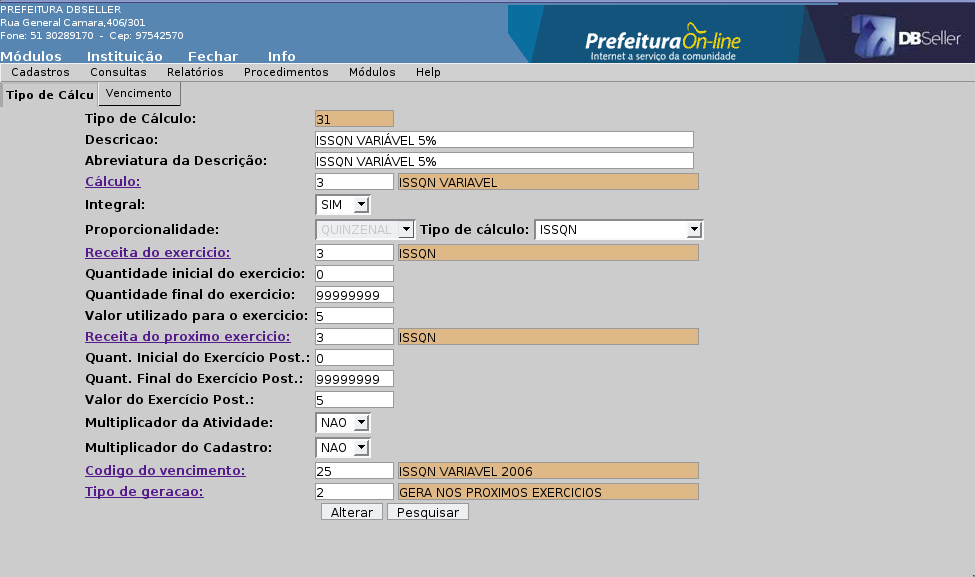 PREFEITURA DBSELLER
Rua General Camara,406/301
Fone: 51 30289170 - Cep: 97542570
Prefeitura On-line
Internet a serviço da comunidade
DBSeller
Módulos Instituição Fechar Info
Cadastros Consultas Relatórios Procedimentos Módulos Help
Tipo de Cálcu Vencimento
Tipo de Cálculo: 31
Descricao: ISSQN VARIÁVEL 5%
Abreviatura da Descrição: ISSQN VARIÁVEL 5%
Cálculo: 3 ISSQN VARIAVEL
Integral: SIM
Proporcionalidade: QUINZENAL Tipo de cálculo: ISSQN
Receita do exercicio: 3 ISSQN
Quantidade inicial do exercicio: 0
Quantidade final do exercicio: 99999999
Valor utilizado para o exercicio: 5
Receita do proximo exercicio: 3 ISSQN
Quant. Inicial do Exercício Post.: 0
Quant. Final do Exercício Post.: 99999999
Valor do Exercício Post.: 5
Multiplicador da Atividade: NAO
Multiplicador do Cadastro: NAO
Codigo do vencimento: 25 ISSQN VARIAVEL 2006
Tipo de geracao: 2 GERA NOS PROXIMOS EXERCICIOS
Alterar Pesquisar